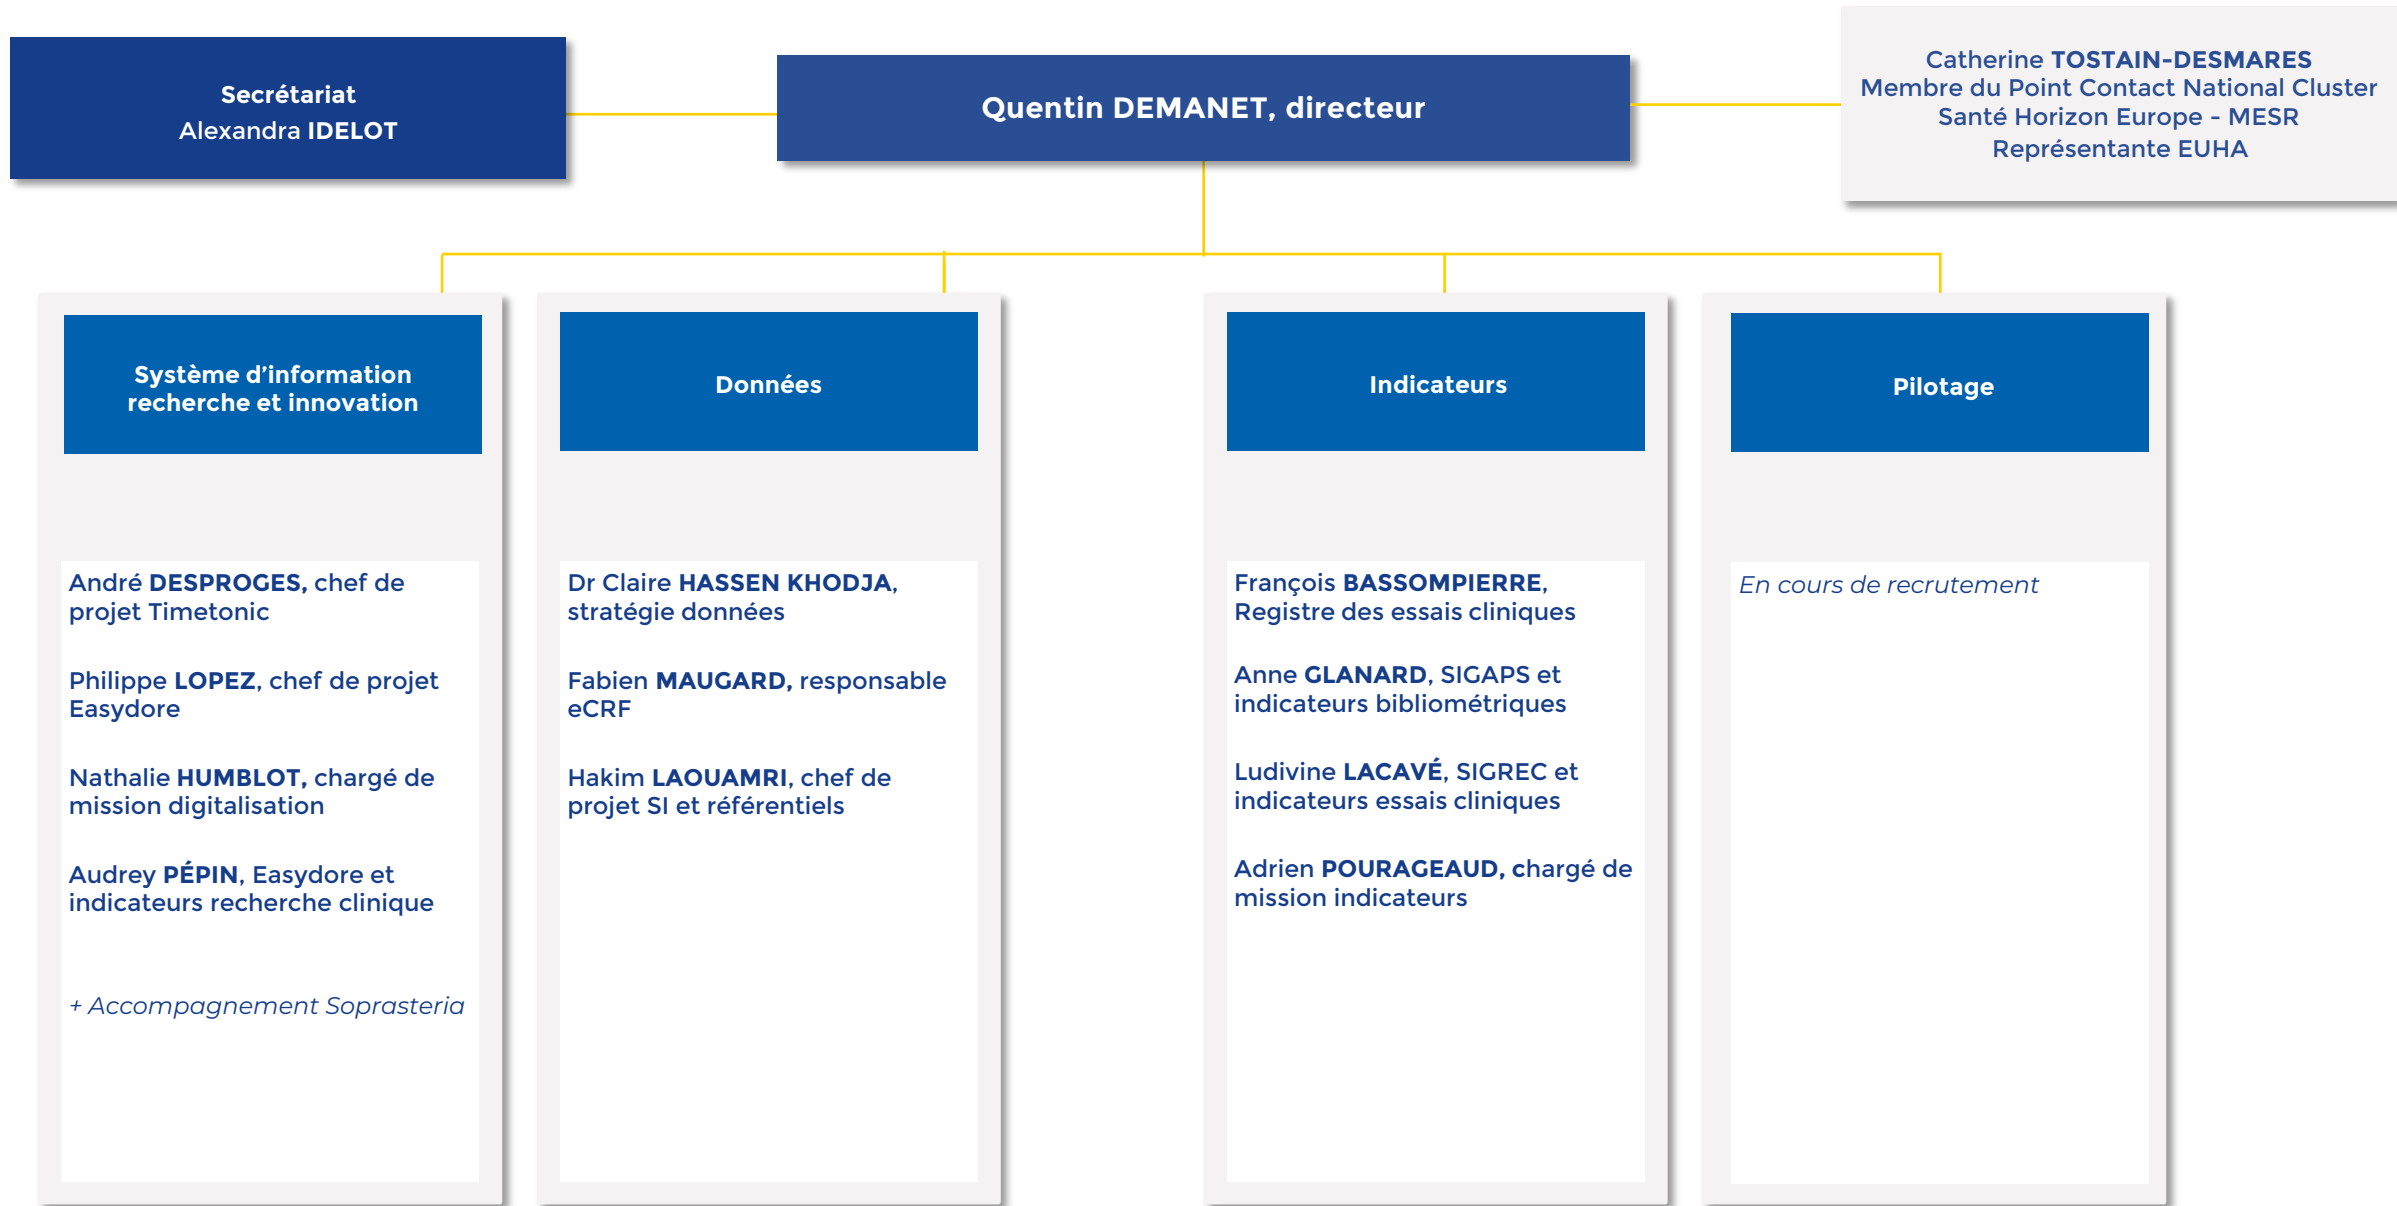 Secrétariat
Alexandra IDELOT
Quentin DEMANET, directeur
Catherine TOSTAIN-DESMARES
Membre du Point Contact National Cluster
Santé Horizon Europe - MESR
Représentante EUHA
Système d’information
recherche et innovation
André DESPROGES, chef de
projet Timetonic
Philippe LOPEZ, chef de projet
Easydore
Nathalie HUMBLOT, chargé de
mission digitalisation
Audrey PÉPIN, Easydore et
indicateurs recherche clinique
+ Accompagnement Soprasteria
Données
Dr Claire HASSEN KHODJA,
stratégie données
Fabien MAUGARD, responsable
eCRF
Hakim LAOUAMRI, chef de
projet SI et référentiels
Indicateurs
François BASSOMPIERRE,
Registre des essais cliniques
Anne GLANARD, SIGAPS et
indicateurs bibliométriques
Ludivine LACAVÉ, SIGREC et
indicateurs essais cliniques
Adrien POURAGEAUD, chargé de
mission indicateurs
Pilotage
En cours de recrutement